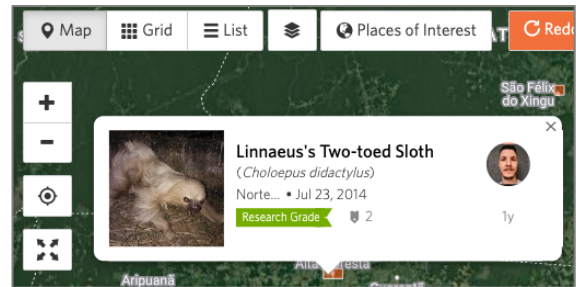 Map
Grid
List
Places of Interest
Redo
São Félix
do Xingu
Linnaeus's Two-toed Sloth
(Choloepus didactylus)
Norte... • Jul 23, 2014
Research Grade
2
1y
Aripuanã